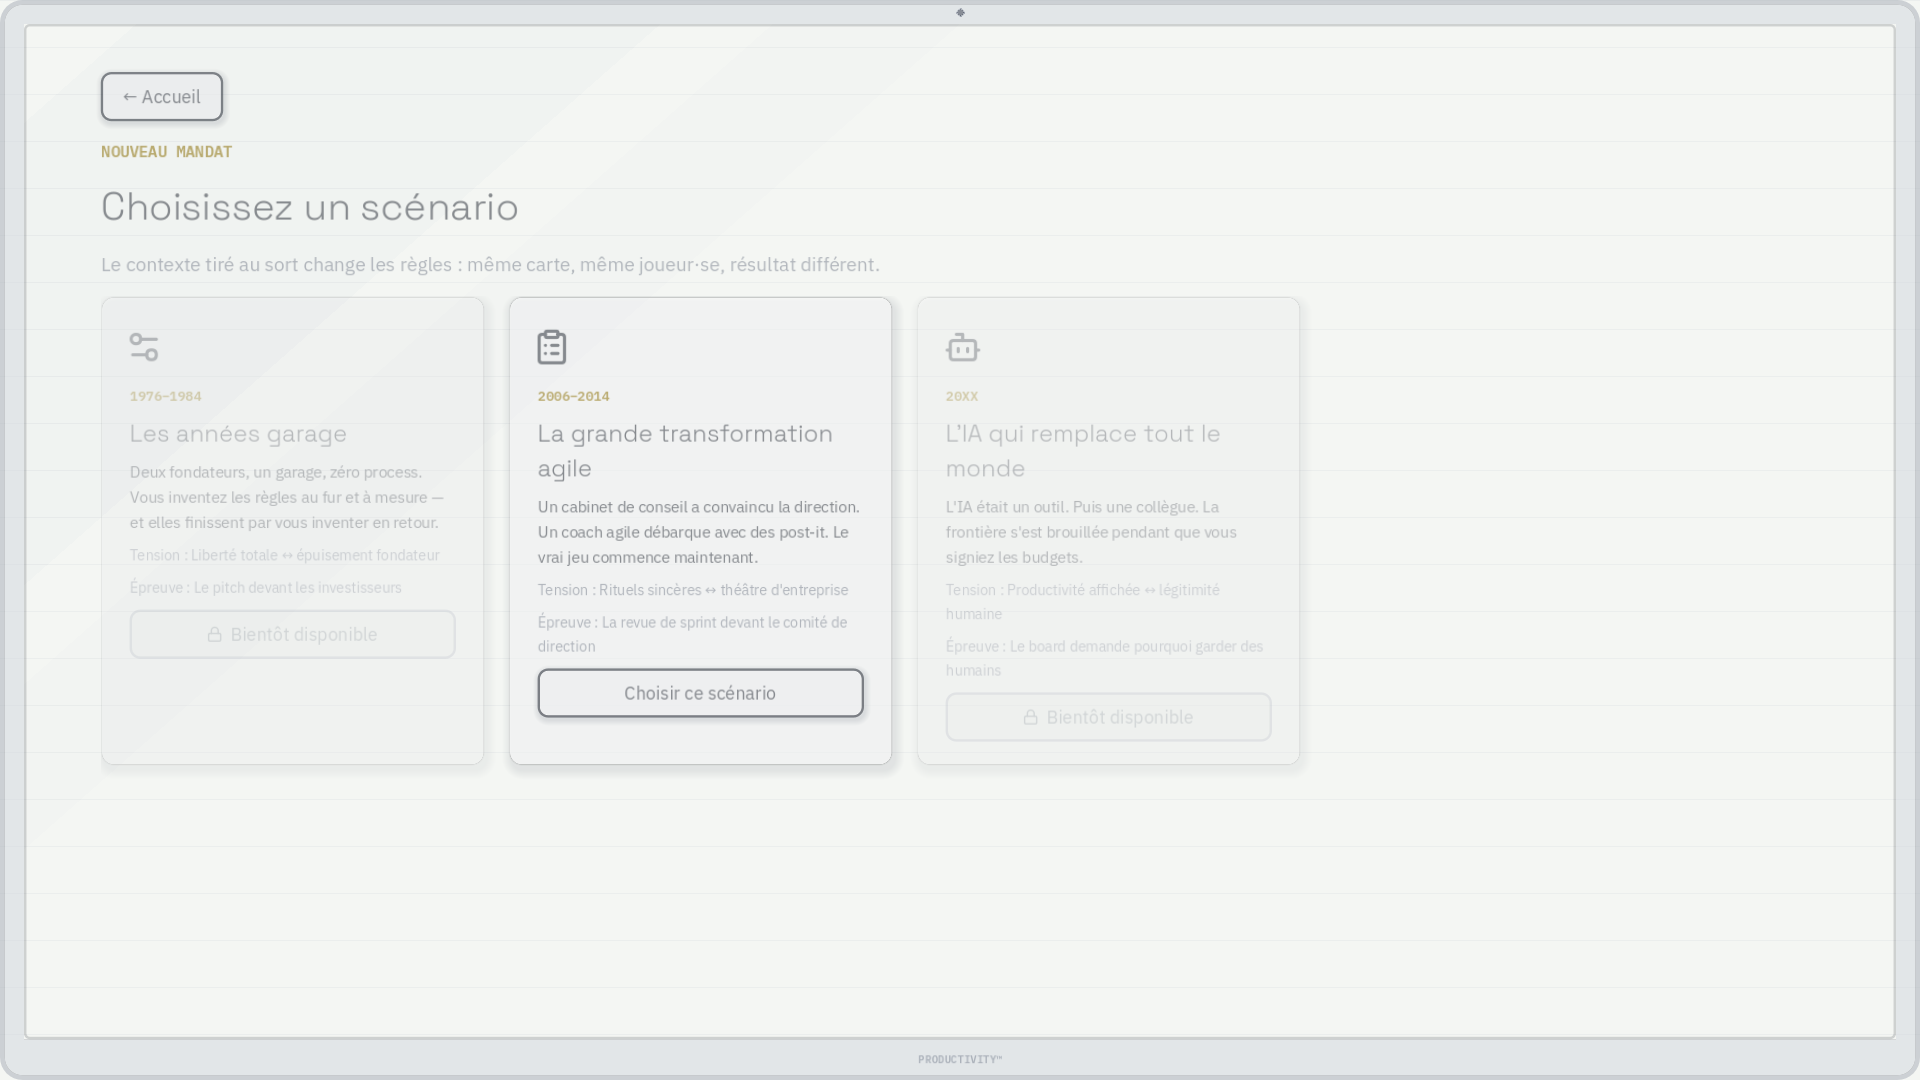 ← Accueil
NOUVEAU MANDAT
Choisissez un scénario
Le contexte tiré au sort change les règles : même carte, même joueur·se, résultat différent.
1976–1984
Les années garage
Deux fondateurs, un garage, zéro process.
Vous inventez les règles au fur et à mesure —
et elles finissent par vous inventer en retour.
Tension : Liberté totale ↔ épuisement fondateur
Épreuve : Le pitch devant les investisseurs
Bientôt disponible
2006–2014
La grande transformation
agile
Un cabinet de conseil a convaincu la direction.
Un coach agile débarque avec des post-it. Le
vrai jeu commence maintenant.
Tension : Rituels sincères ↔ théâtre d'entreprise
Épreuve : La revue de sprint devant le comité de
direction
Choisir ce scénario
20XX
L'IA qui remplace tout le
monde
L'IA était un outil. Puis une collègue. La
frontière s'est brouillée pendant que vous
signiez les budgets.
Tension : Productivité affichée ↔ légitimité
humaine
Épreuve : Le board demande pourquoi garder des
humains
Bientôt disponible
PRODUCTIVITY™